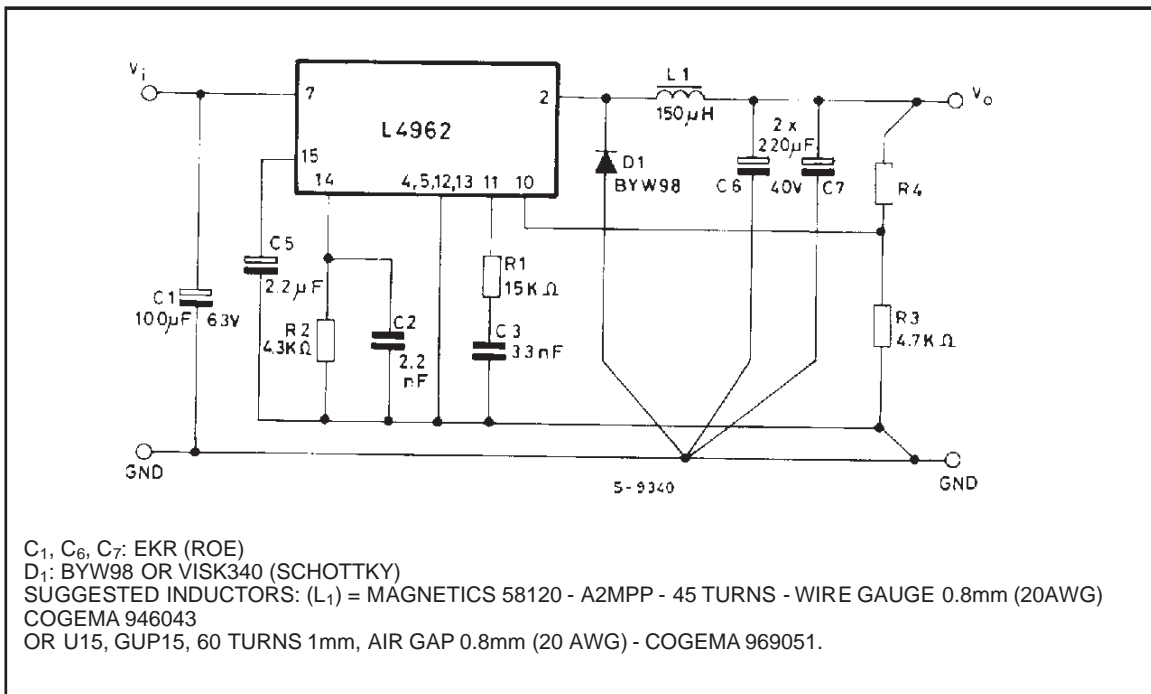 Vi
7
L4962
2
15
14
4,5,12,13
11
10
L1
150µH
Vo
2x
220µF
D1
BYW98
C6
40V
C7
R4
C5
2.2µF
R1
15KΩ
C1
100µF
63V
R2
4.3KΩ
C2
2.2
nF
C3
33nF
R3
4.7KΩ
GND
S-9340
GND
C1, C6, C7: EKR (ROE)
D1: BYW98 OR VISK340 (SCHOTTKY)
SUGGESTED INDUCTORS: (L1) = MAGNETICS 58120 - A2MPP - 45 TURNS - WIRE GAUGE 0.8mm (20AWG)
COGEMA 946043
OR U15, GUP15, 60 TURNS 1mm, AIR GAP 0.8mm (20 AWG) - COGEMA 969051.